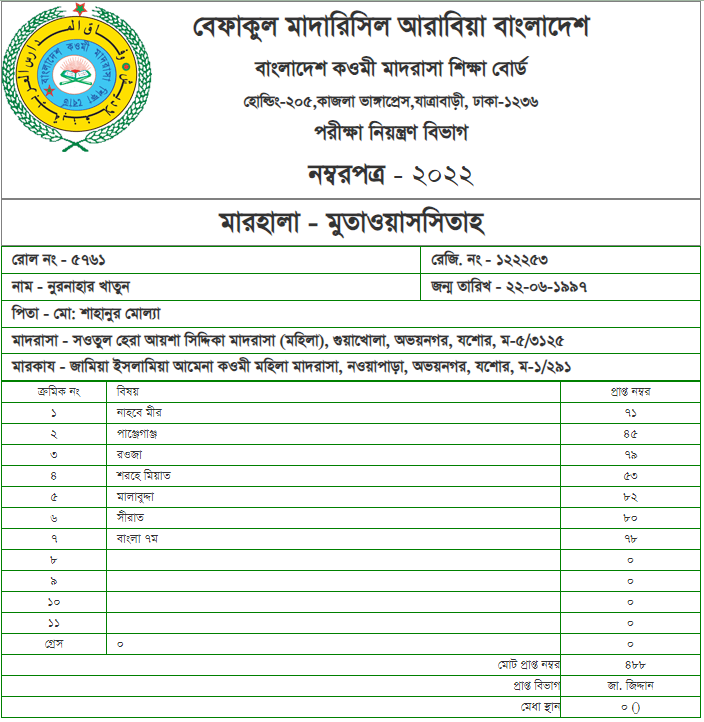 বেফাকুল মাদারিসিল আরাবিয়া বাংলাদেশ
বাংলাদেশ কওমী মাদরাসা শিক্ষা বোর্ড
হোল্ডিং-২০৫,কাজলা ভাঙ্গাপ্রেস,যাত্রাবাড়ী, ঢাকা-১২৩৬
পরীক্ষা নিয়ন্ত্রণ বিভাগ
নম্বরপত্র - ২০২২
মারহালা - মুতাওয়াসসিতাহ
রোল নং - ৫৭৬১ রেজি. নং - ১২২২৫৩
নাম - নুরনাহার খাতুন জন্ম তারিখ - ২২-০৬-১৯৯৭
পিতা - মো: শাহানুর মোল্যা
মাদরাসা - সওতুল হেরা আয়শা সিদ্দিকা মাদরাসা (মহিলা), গুয়াখোলা, অভয়নগর, যশোর, ম-৫/৩১২৫
মারকায - জামিয়া ইসলামিয়া আমেনা কওমী মহিলা মাদরাসা, নওয়াপাড়া, অভয়নগর, যশোর, ম-১/২৯১
ক্রমিক নং বিষয় প্রাপ্ত নম্বর
১ নাহবে মীর ৭১
২ পাঞ্জেগাঞ্জ ৪৫
৩ রওজা ৭৯
৪ শরহে মিয়াত ৫৩
৫ মালাবুদ্দা ৮২
৬ সীরাত ৮০
৭ বাংলা ৭ম ৭৮
৮ ০
৯ ০
১০ ০
১১ ০
গ্রেস ০ ০
মোট প্রাপ্ত নম্বর ৪৮৮
প্রাপ্ত বিভাগ জা. জিদ্দান
মেধা স্থান ০ ()
বাংলাদেশ কওমী মাদরাসা শিক্ষা বোর্ড